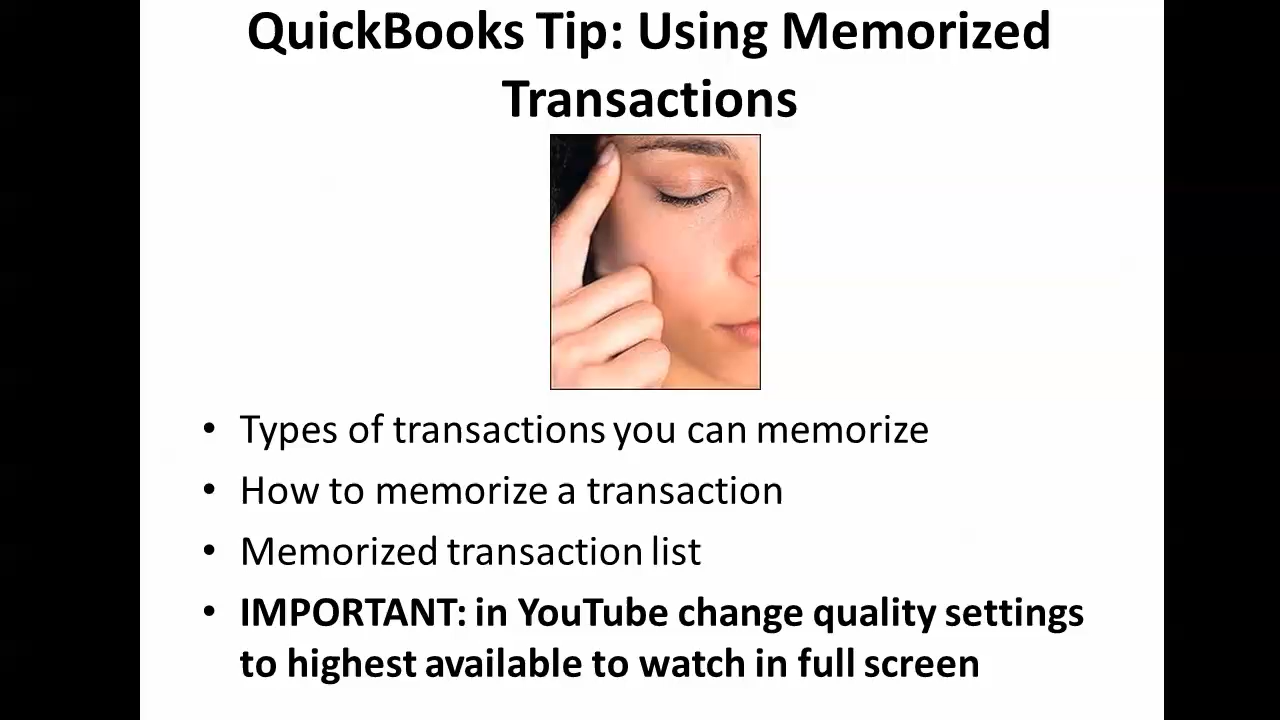 QuickBooks Tip: Using Memorized
Transactions
• Types of transactions you can memorize
• How to memorize a transaction
• Memorized transaction list
• IMPORTANT: in YouTube change quality settings
to highest available to watch in full screen